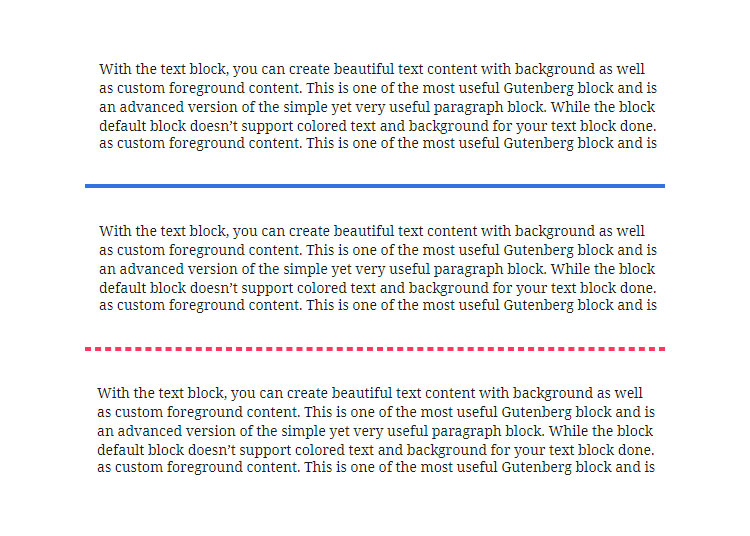 With the text block, you can create beautiful text content with background as well
as custom foreground content. This is one of the most useful Gutenberg block and is
an advanced version of the simple yet very useful paragraph block. While the block
default block doesn’t support colored text and background for your text block done.
as custom foreground content. This is one of the most useful Gutenberg block and is
With the text block, you can create beautiful text content with background as well
as custom foreground content. This is one of the most useful Gutenberg block and is
an advanced version of the simple yet very useful paragraph block. While the block
default block doesn’t support colored text and background for your text block done.
as custom foreground content. This is one of the most useful Gutenberg block and is
With the text block, you can create beautiful text content with background as well
as custom foreground content. This is one of the most useful Gutenberg block and is
an advanced version of the simple yet very useful paragraph block. While the block
default block doesn’t support colored text and background for your text block done.
as custom foreground content. This is one of the most useful Gutenberg block and is